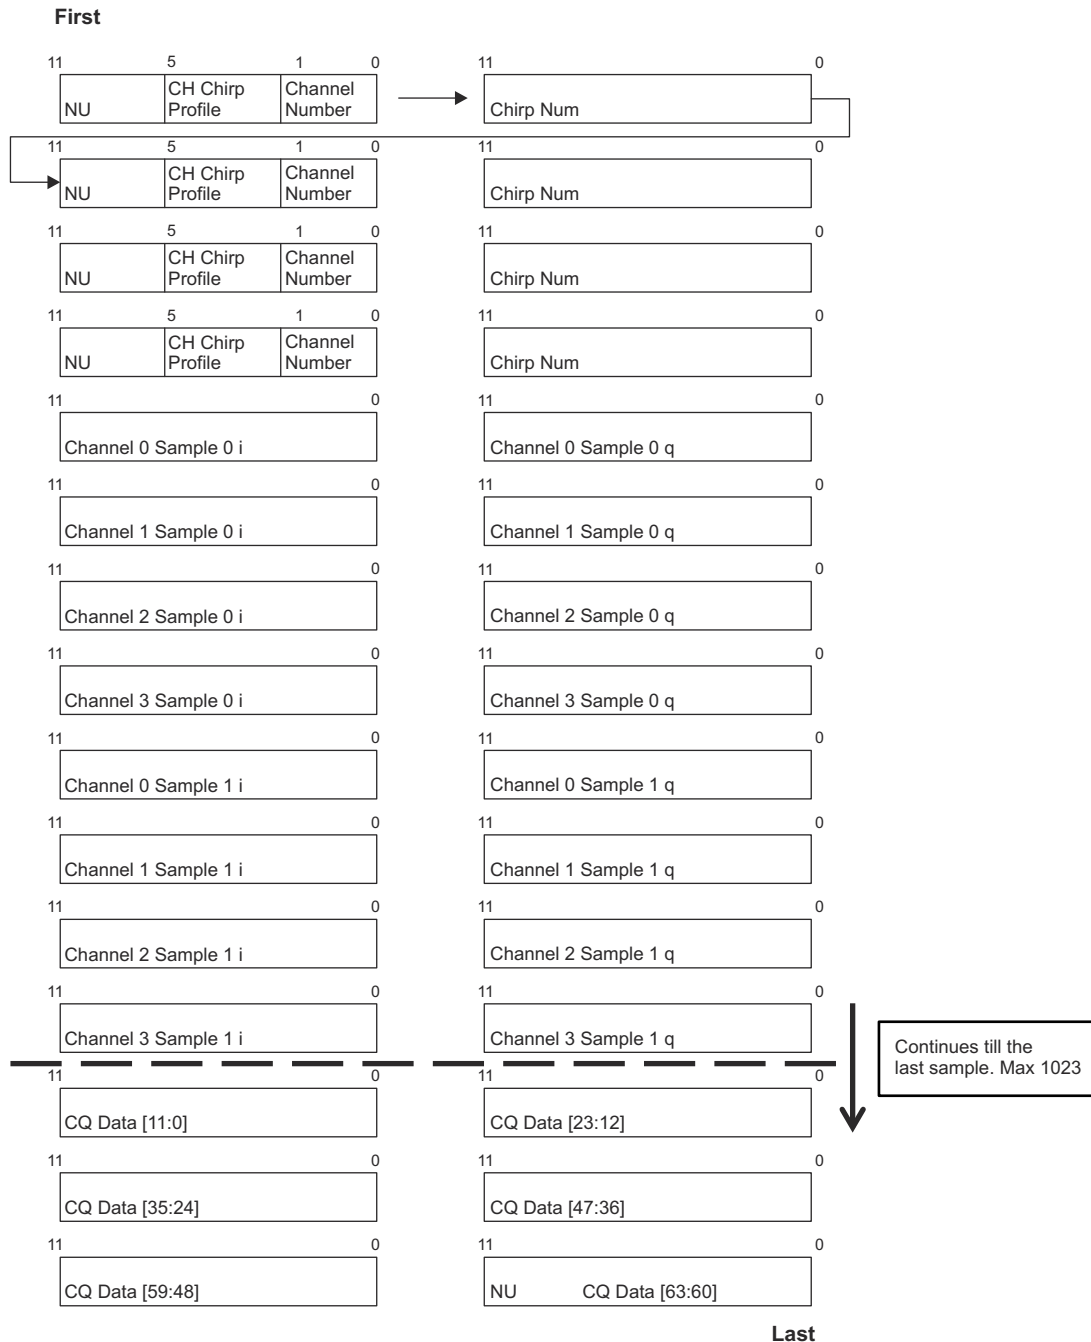 First
11 5 1 0 11 0
NU CH Chirp Profile Channel Number Chirp Num
11 5 1 0 11 0
NU CH Chirp Profile Channel Number Chirp Num
11 5 1 0 11 0
NU CH Chirp Profile Channel Number Chirp Num
11 5 1 0 11 0
NU CH Chirp Profile Channel Number Chirp Num
11 0 11 0
Channel 0 Sample 0 i Channel 0 Sample 0 q
11 0 11 0
Channel 1 Sample 0 i Channel 1 Sample 0 q
11 0 11 0
Channel 2 Sample 0 i Channel 2 Sample 0 q
11 0 11 0
Channel 3 Sample 0 i Channel 3 Sample 0 q
11 0 11 0
Channel 0 Sample 1 i Channel 0 Sample 1 q
11 0 11 0
Channel 1 Sample 1 i Channel 1 Sample 1 q
11 0 11 0
Channel 2 Sample 1 i Channel 2 Sample 1 q
11 0 11 0
Channel 3 Sample 1 i Channel 3 Sample 1 q
Continues till the
last sample. Max 1023
11 0 11 0
CQ Data [11:0] CQ Data [23:12]
11 0 11 0
CQ Data [35:24] CQ Data [47:36]
11 0 11 0
CQ Data [59:48] NU CQ Data [63:60]
Last